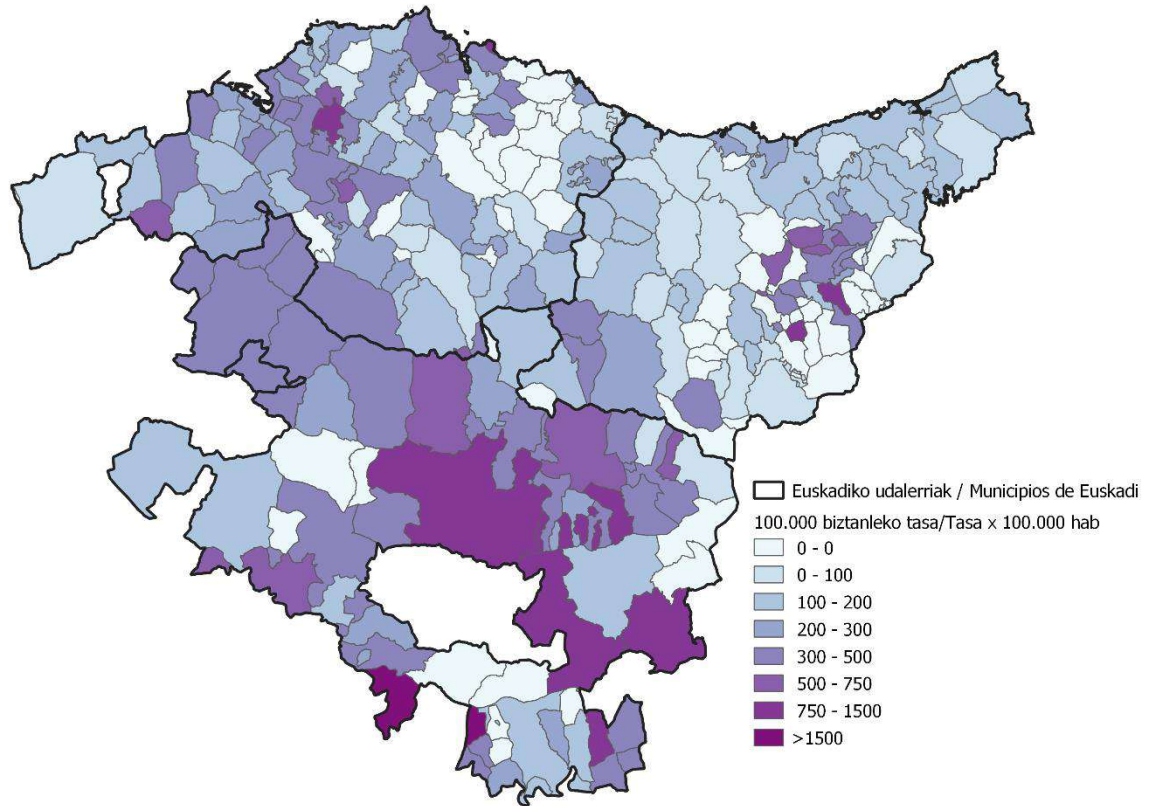 Euskadiko udalerriak / Municipios de Euskadi
100.000 biztanleko tasa/Tasa x 100.000 hab
0 - 0
0 - 100
100 - 200
200 - 300
300 - 500
500 - 750
750 - 1500
>1500